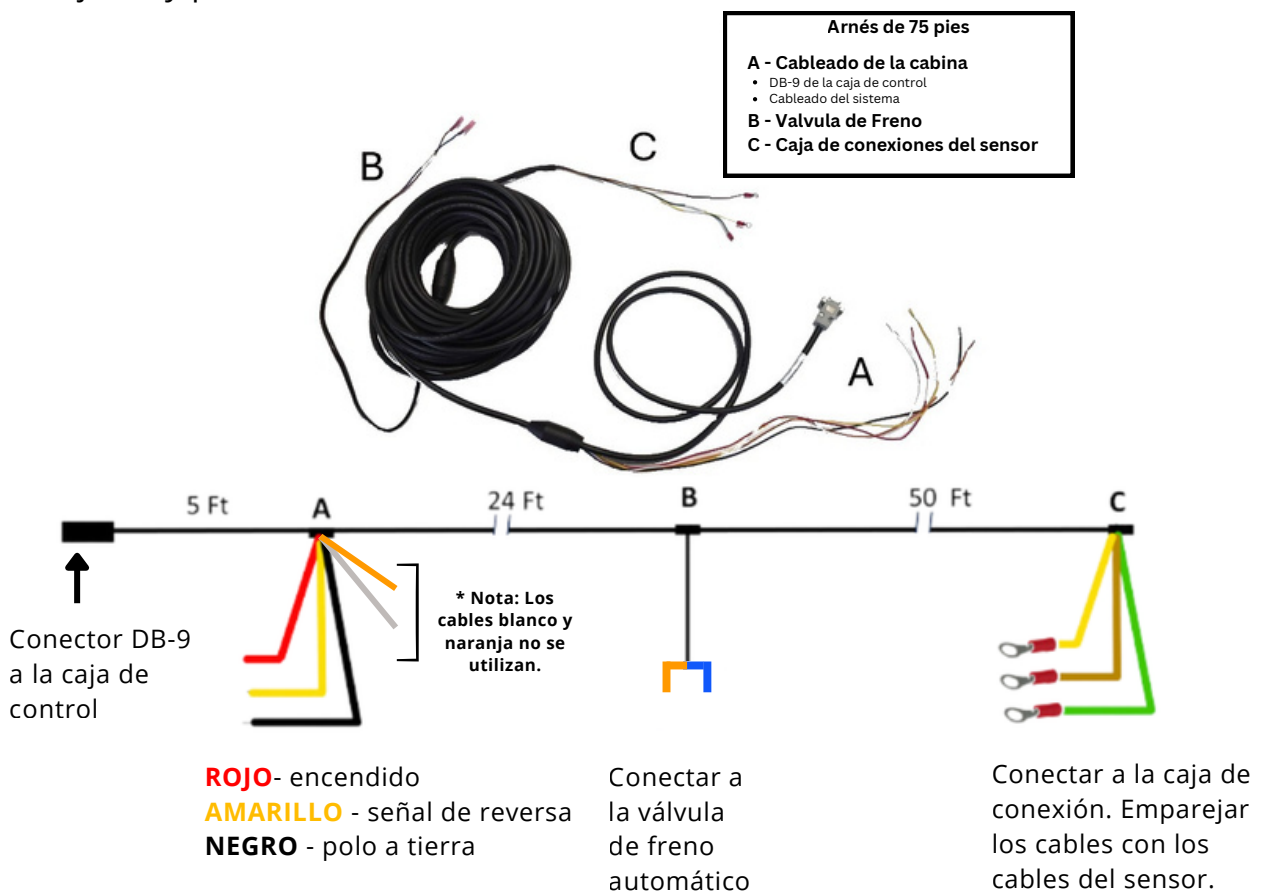 Arnés de 75 pies
A - Cableado de la cabina
• DB-9 de la caja de control
• Cableado del sistema
B - Valvula de Freno
C - Caja de conexiones del sensor
B
C
A
5 Ft
A
24 Ft
B
50 Ft
C
* Nota: Los
cables blanco y
naranja no se
utilizan.
Conector DB-9
a la caja de
control
ROJO- encendido
AMARILLO - señal de reversa
NEGRO - polo a tierra
Conectar a
la válvula
de freno
automático
Conectar a la caja de
conexión. Emparejar
los cables con los
cables del sensor.